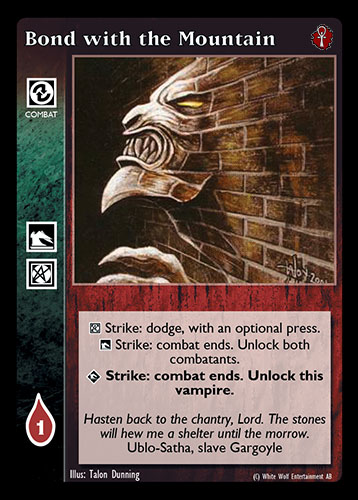 Bond with the Mountain
COMBAT
Strike: dodge, with an optional press.
Strike: combat ends. Unlock both
combatants.
Strike: combat ends. Unlock this
vampire.
Hasten back to the chantry, Lord. The stones
will hew me a shelter until the morrow.
Ublo-Satha, slave Gargoyle
1
Illus: Talon Dunning
(C) White Wolf Entertainment AB